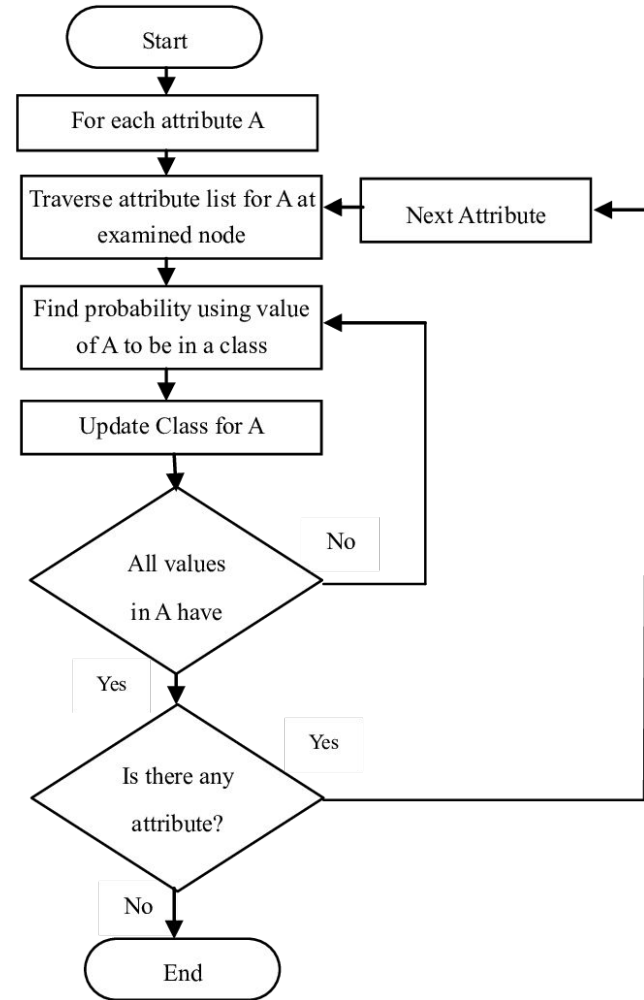 Start
For each attribute A
Traverse attribute list for A at
examined node
Next Attribute
Find probability using value
of A to be in a class
Update Class for A
No
All values
in A have
Yes
Yes
Is there any
attribute?
No
End